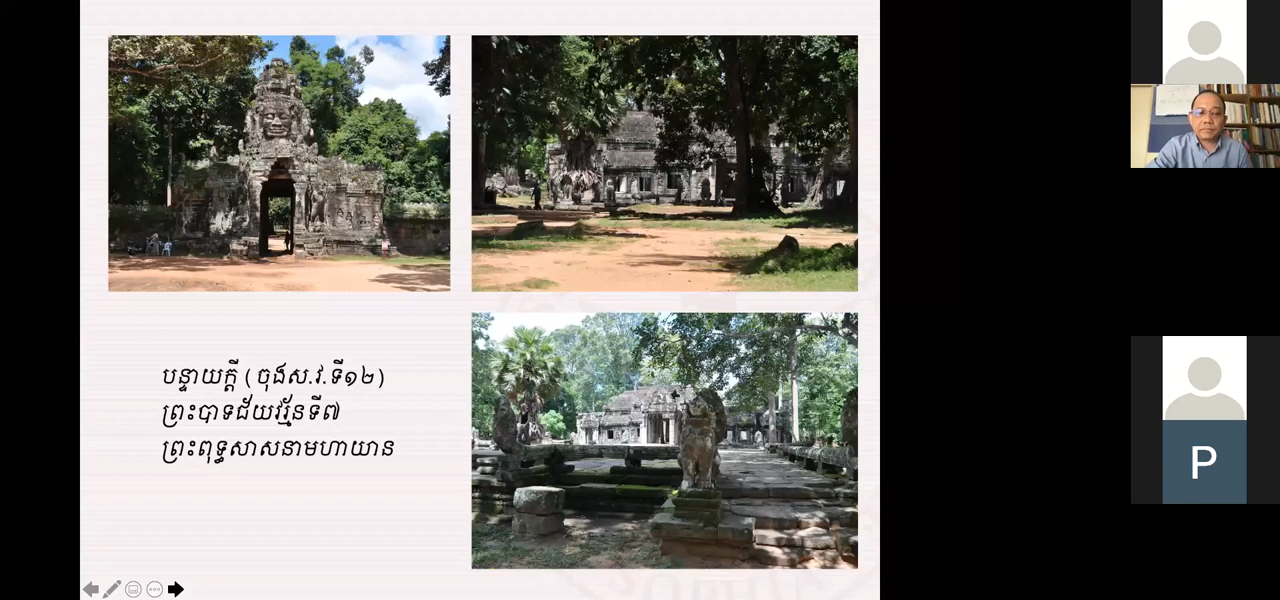 បន្ទាយក្ដី (ចុងស.វ.ទី១២)
ព្រះបាទជ័យវរ្ម័នទី៧
ព្រះពុទ្ធសាសនាមហាយាន
P